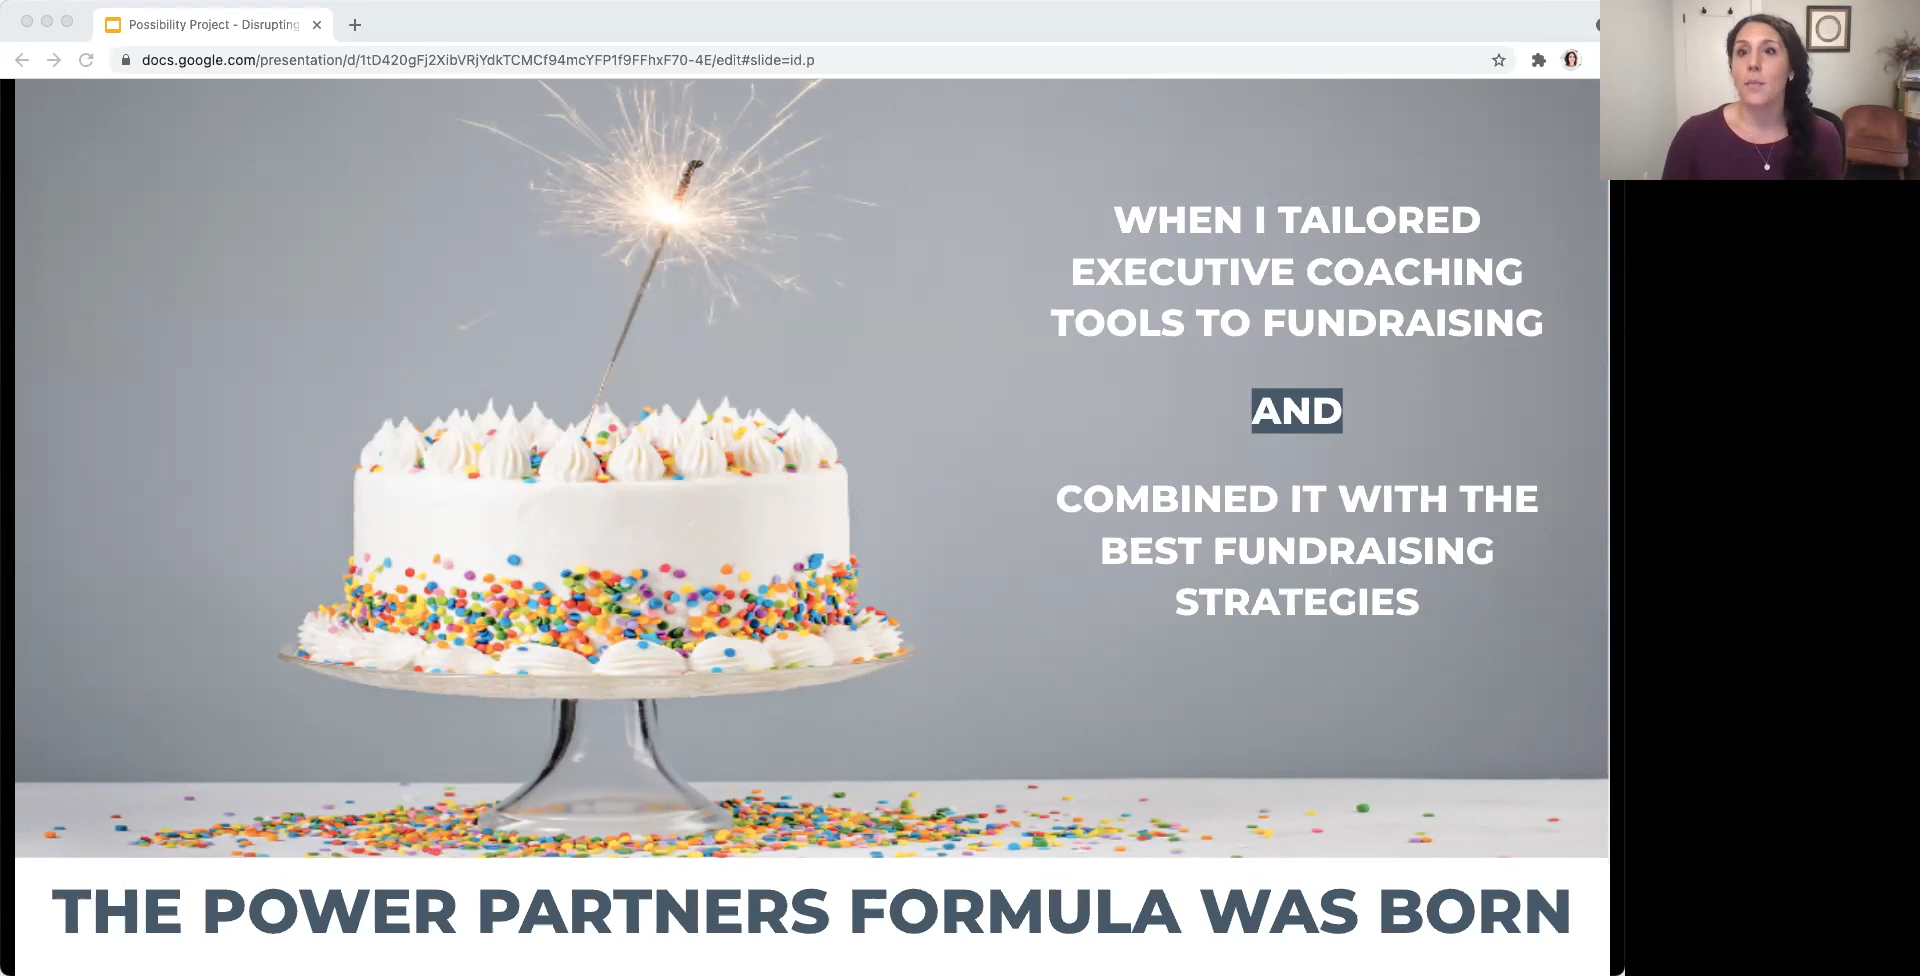 Possibility Project - Disrupting
docs.google.com/presentation/d/1tD420gFj2XibVRjYdkTCMCf94mcYFP1f9FFhxF70-4E/edit#slide=id.p
WHEN I TAILORED
EXECUTIVE COACHING
TOOLS TO FUNDRAISING
AND
COMBINED IT WITH THE
BEST FUNDRAISING
STRATEGIES
THE POWER PARTNERS FORMULA WAS BORN